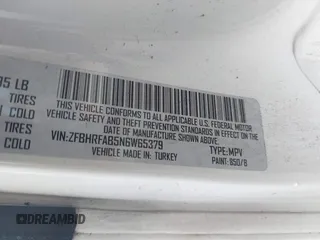 95 LB
TIRES
COLD
TIRES
COLD
THIS VEHICLE CONFORMS TO ALL APPLICABLE U.S. FEDERAL MOTOR
VEHICLE SAFETY, BUMPER AND THEFT PREVENTION STANDARDS IN EFFECT ON THE
DATE OF MANUFACTURE SHOWN ABOVE.
VIN:ZFBHRFAB5N6W65379 TYPE:MPV
VEHICLE MADE IN: TURKEY PAINT: 850/B
DREAMBID